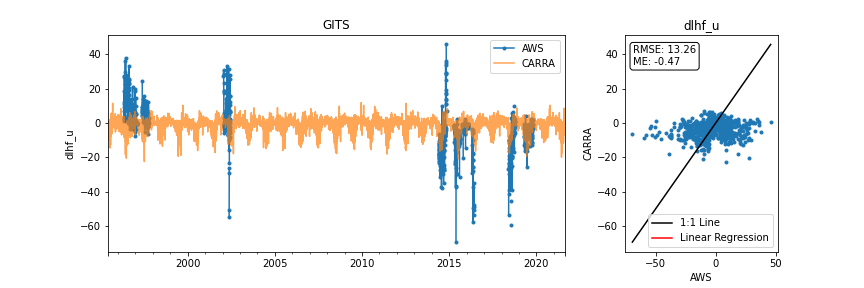 GITS
dlhf_u
AWS
CARRA
dlhf_u
40
20
0
−20
−40
−60
2000
2005
2010
2015
2020
RMSE: 13.26
ME: -0.47
CARRA
40
20
0
−20
−40
−60
1:1 Line
Linear Regression
−50
0
50
AWS